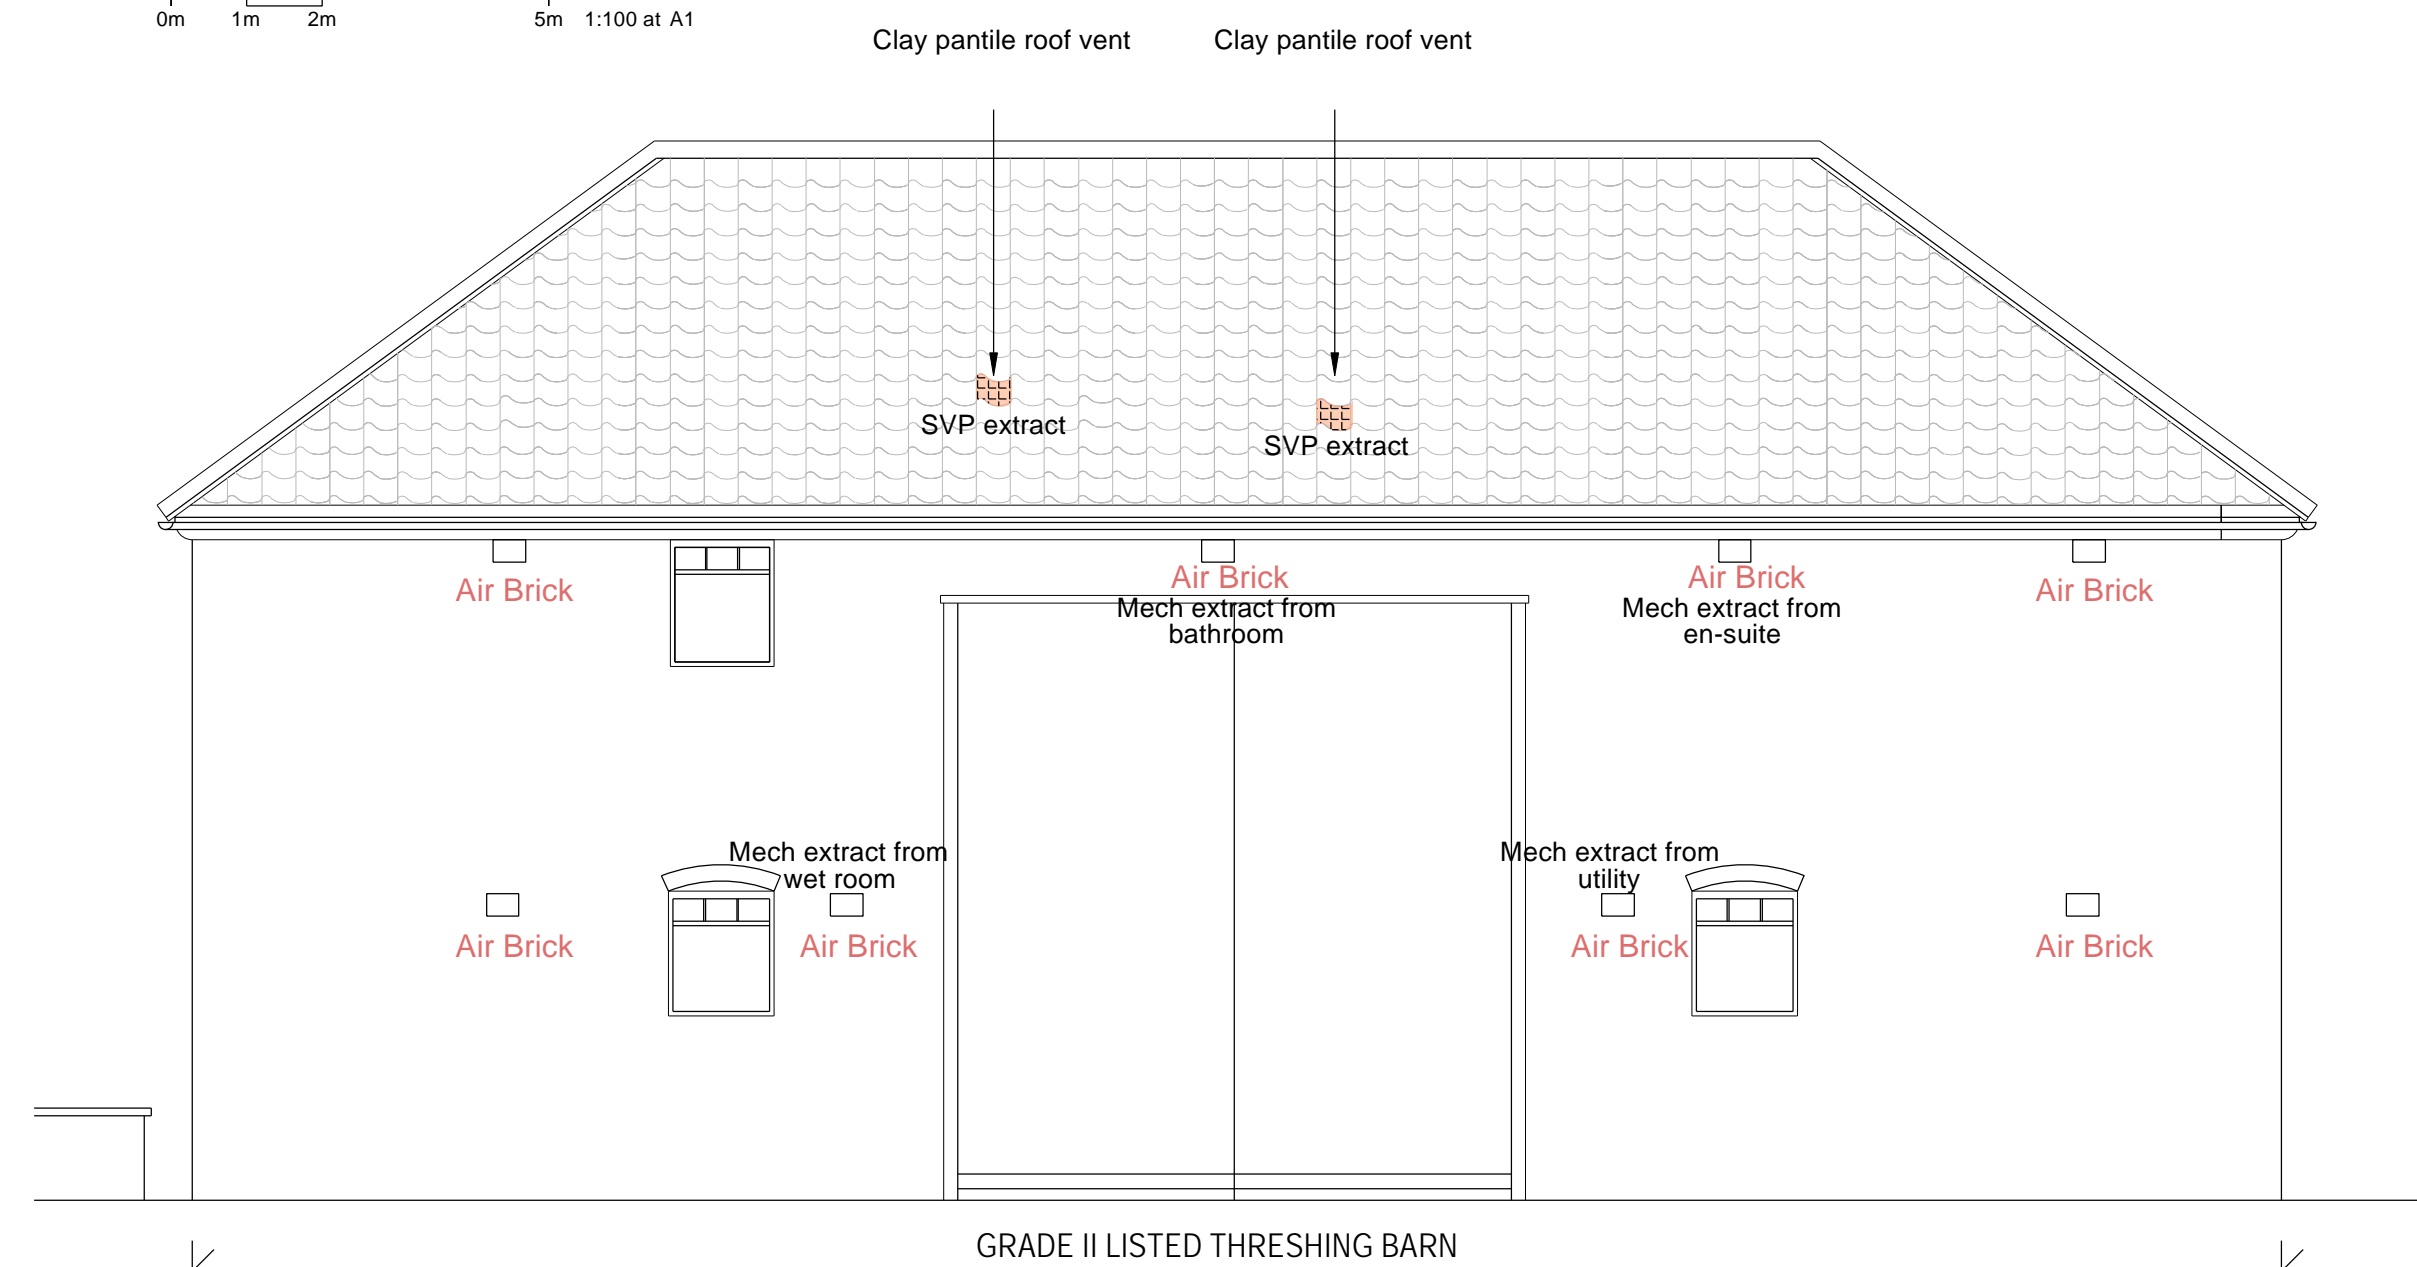 0m 1m 2m 5m 1:100 at A1
Clay pantile roof vent Clay pantile roof vent
SVP extract
SVP extract
Air Brick
Air Brick
Mech extract from
bathroom
Air Brick
Mech extract from
en-suite
Air Brick
Mech extract from
wet room
Mech extract from
utility
Air Brick
Air Brick
Air Brick
Air Brick
GRADE II LISTED THRESHING BARN